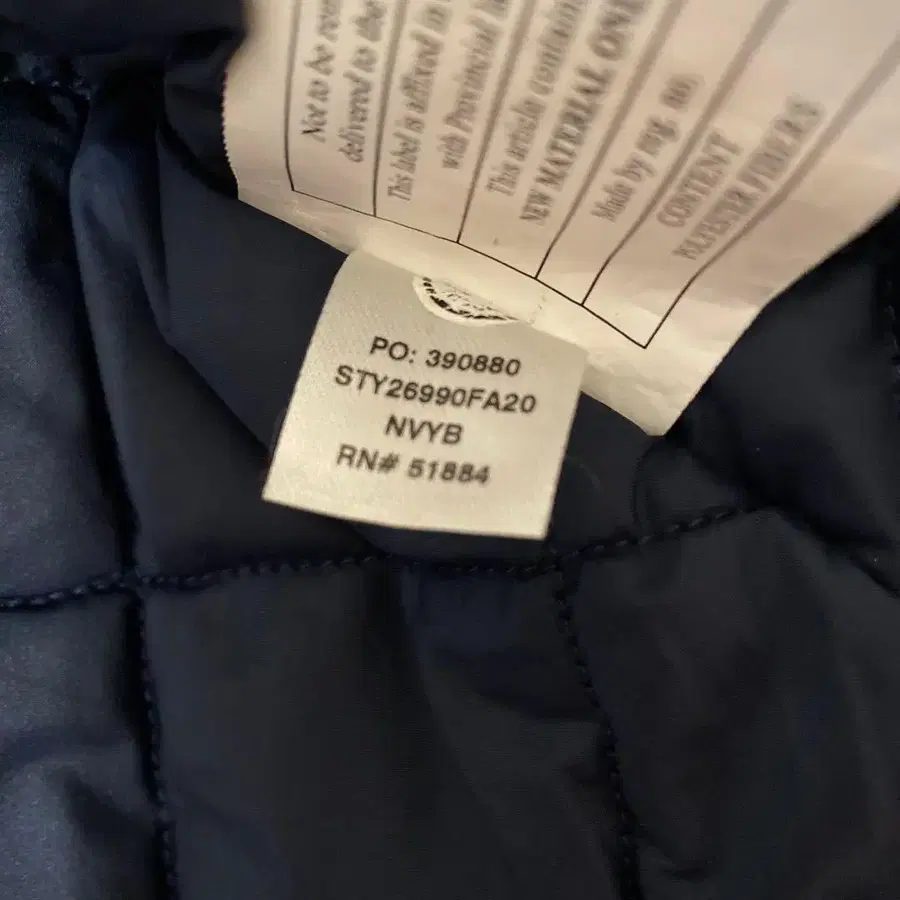 Not to be re
delivered to the
This label is affixed in
with Provincial
This article contain
NEW MATERIAL ONL
Made by reg. no.
CONTENT
POLYESTER FIBERS
PO: 390880
STY26990FA20
NVYB
RN# 51884